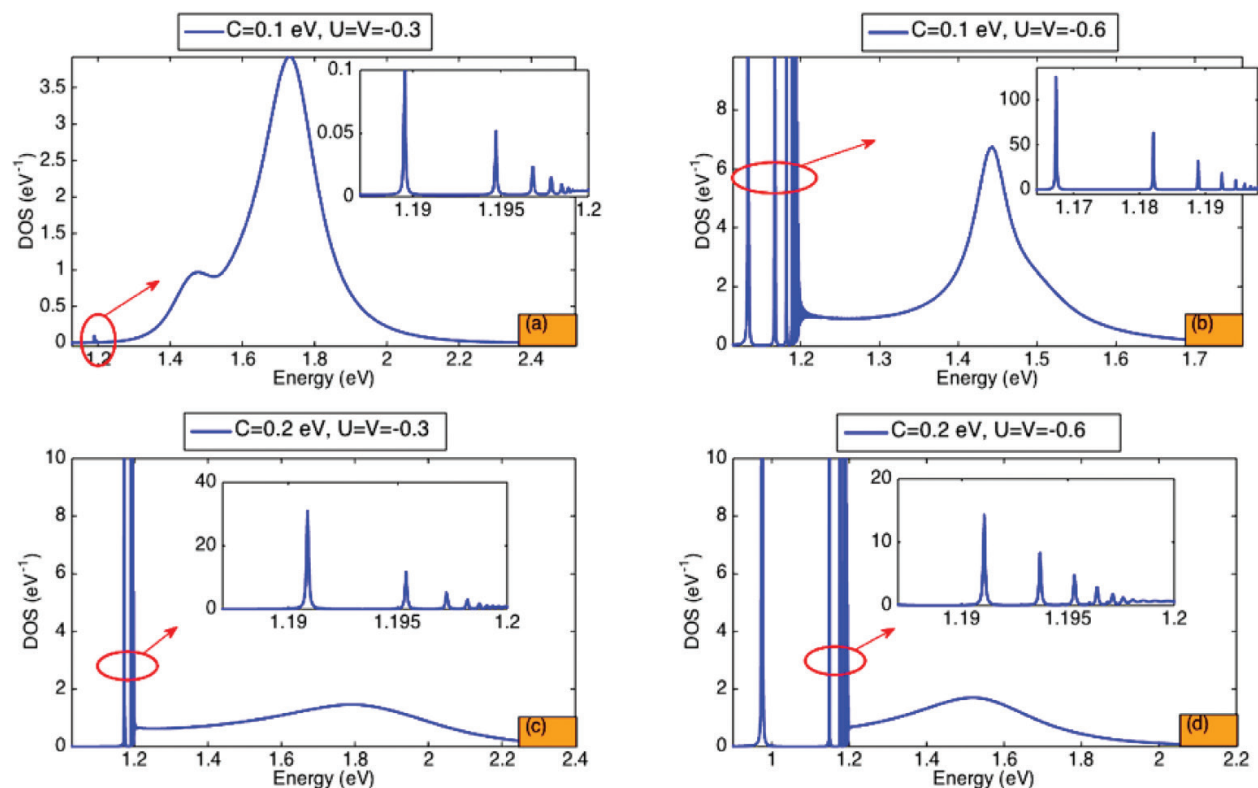 C=0.1 eV, U=V=-0.3
DOS (eV⁻¹)
3.5
3
2.5
2
1.5
1
0.5
0
0.1
0.05
0
1.19 1.195 1.2
(a)
1.2 1.4 1.6 1.8 2 2.2 2.4
Energy (eV)
C=0.1 eV, U=V=-0.6
DOS (eV⁻¹)
8
6
4
2
0
100
50
0
1.17 1.18 1.19
(b)
1.2 1.3 1.4 1.5 1.6 1.7
Energy (eV)
C=0.2 eV, U=V=-0.3
DOS (eV⁻¹)
10
8
6
4
2
0
40
20
0
1.19 1.195 1.2
(c)
1.2 1.4 1.6 1.8 2 2.2 2.4
Energy (eV)
C=0.2 eV, U=V=-0.6
DOS (eV⁻¹)
10
8
6
4
2
0
20
10
0
1.19 1.195 1.2
(d)
1 1.2 1.4 1.6 1.8 2 2.2
Energy (eV)